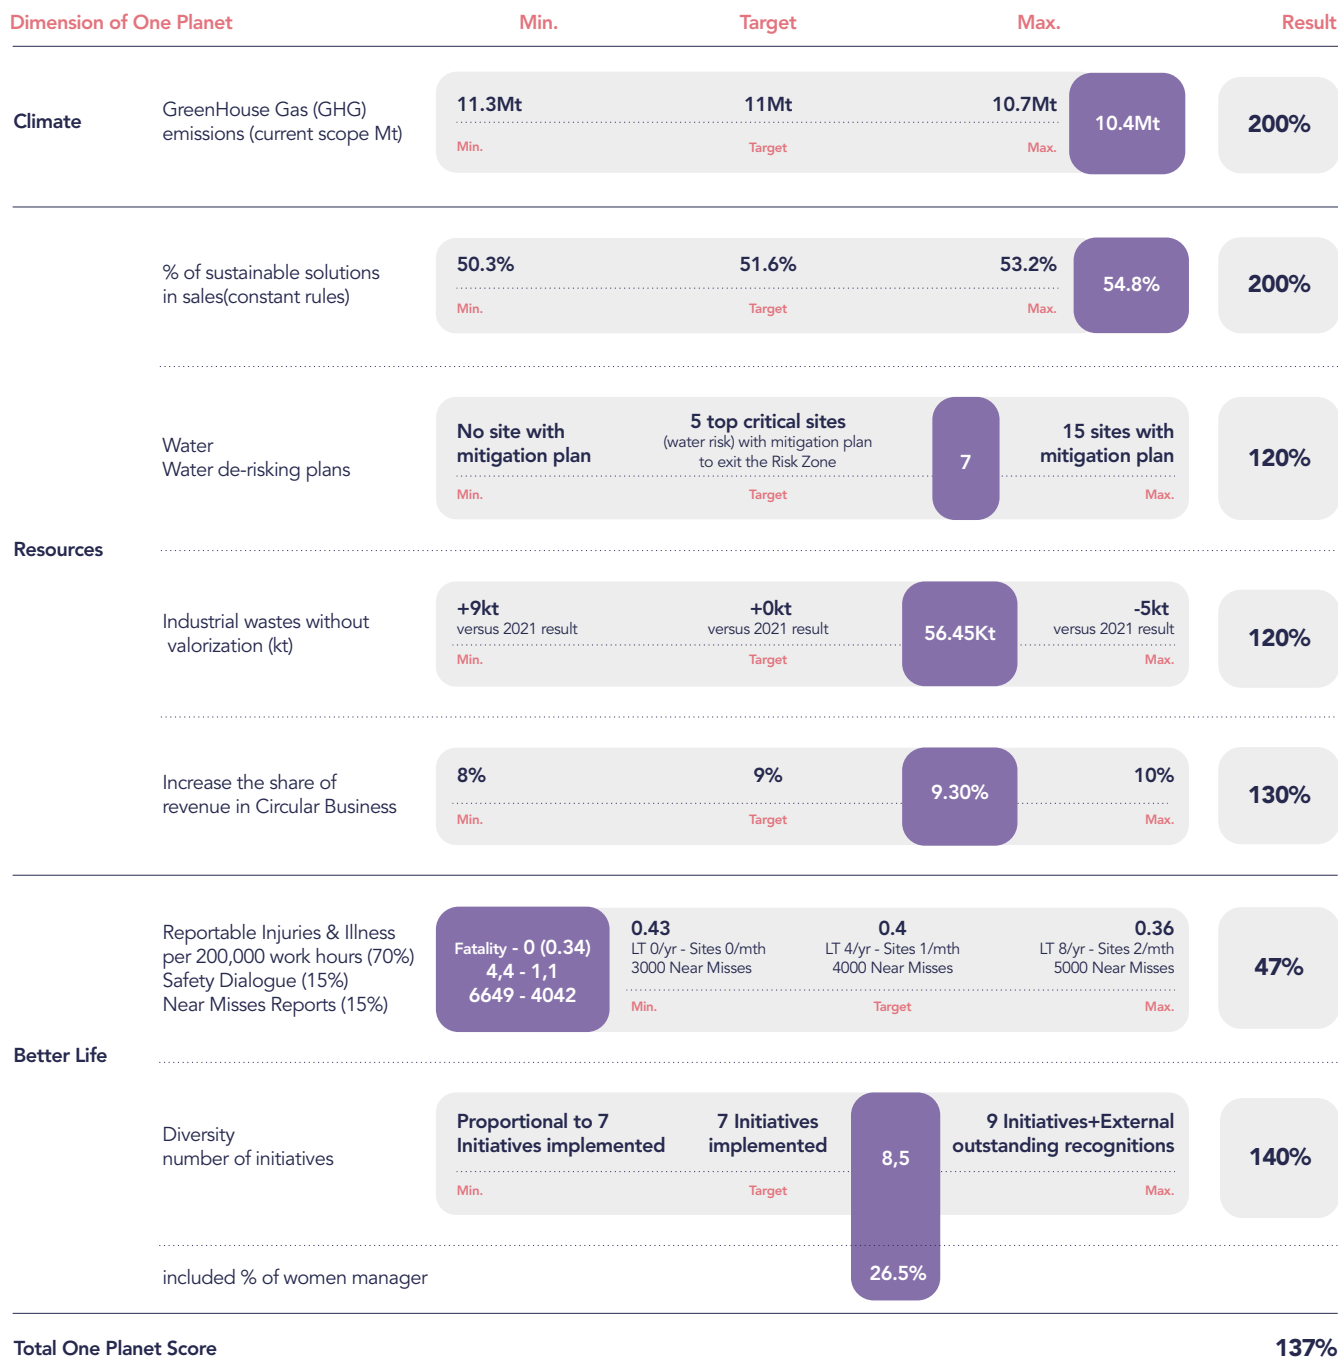 Dimension of One Planet Min. Target Max. Result
Climate
GreenHouse Gas (GHG)
emissions (current scope Mt)
11.3Mt 11Mt 10.7Mt
10.4Mt
Min. Target Max.
200%
Resources
% of sustainable solutions
in sales(constant rules)
50.3% 51.6% 53.2%
54.8%
Min. Target Max.
200%
Water
Water de-risking plans
No site with
mitigation plan
Min.
5 top critical sites
(water risk) with mitigation plan
to exit the Risk Zone
Target
7
15 sites with
mitigation plan
Max.
120%
Industrial wastes without
valorization (kt)
+9kt
versus 2021 result
Min.
+0kt
versus 2021 result
Target
56.45Kt
-5kt
versus 2021 result
Max.
120%
Increase the share of
revenue in Circular Business
8% 9% 10%
9.30%
Min. Target Max.
130%
Better Life
Reportable Injuries & Illness
per 200,000 work hours (70%)
Safety Dialogue (15%)
Near Misses Reports (15%)
Fatality - 0 (0.34)
4,4 - 1,1
6649 - 4042
0.43
LT 0/yr - Sites 0/mth
3000 Near Misses
Min.
0.4
LT 4/yr - Sites 1/mth
4000 Near Misses
Target
0.36
LT 8/yr - Sites 2/mth
5000 Near Misses
Max.
47%
Diversity
number of initiatives
Proportional to 7
Initiatives implemented
Min.
7 Initiatives
implemented
Target
8,5
9 Initiatives+External
outstanding recognitions
Max.
140%
included % of women manager
26.5%
Total One Planet Score 137%